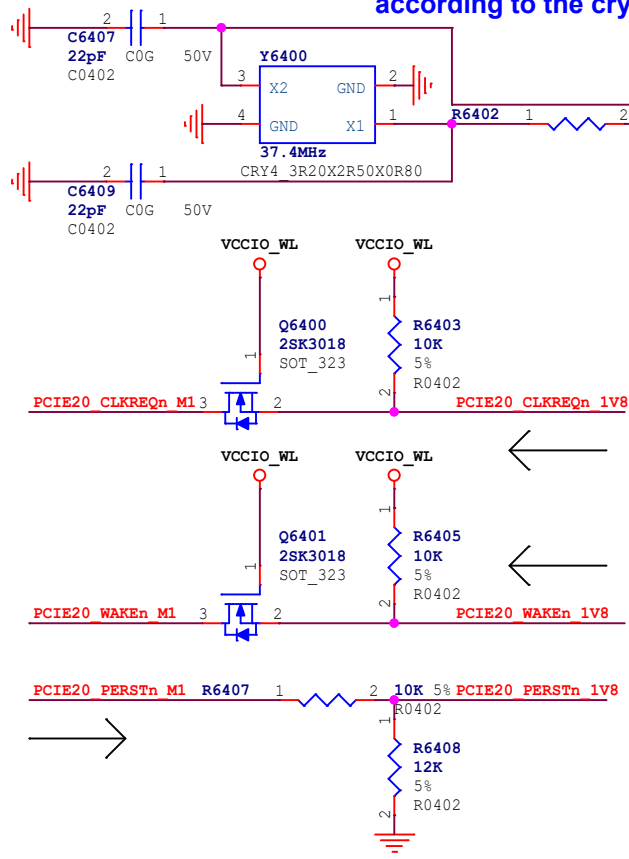 according to the cry
2 1
C6407
22pF C0G 50V
C0402
Y6400
3 X2 GND 2
4 GND X1 1
37.4MHz
CRY4_3R20X2R50X0R80
R6402 1 2
2 1
C6409
22pF C0G 50V
C0402
VCCIO_WL VCCIO_WL
Q6400
2SK3018
SOT_323
1
1
R6403
10K
5%
R0402
2
PCIE20_CLKREQn_M1 3 2 PCIE20_CLKREQn_1V8
VCCIO_WL VCCIO_WL
Q6401
2SK3018
SOT_323
1
1
R6405
10K
5%
R0402
2
PCIE20_WAKEn_M1 3 2 PCIE20_WAKEn_1V8
PCIE20_PERSTn_M1 R6407 1 2 10K 5% PCIE20_PERSTn_1V8
R0402
1
R6408
12K
5%
R0402
2